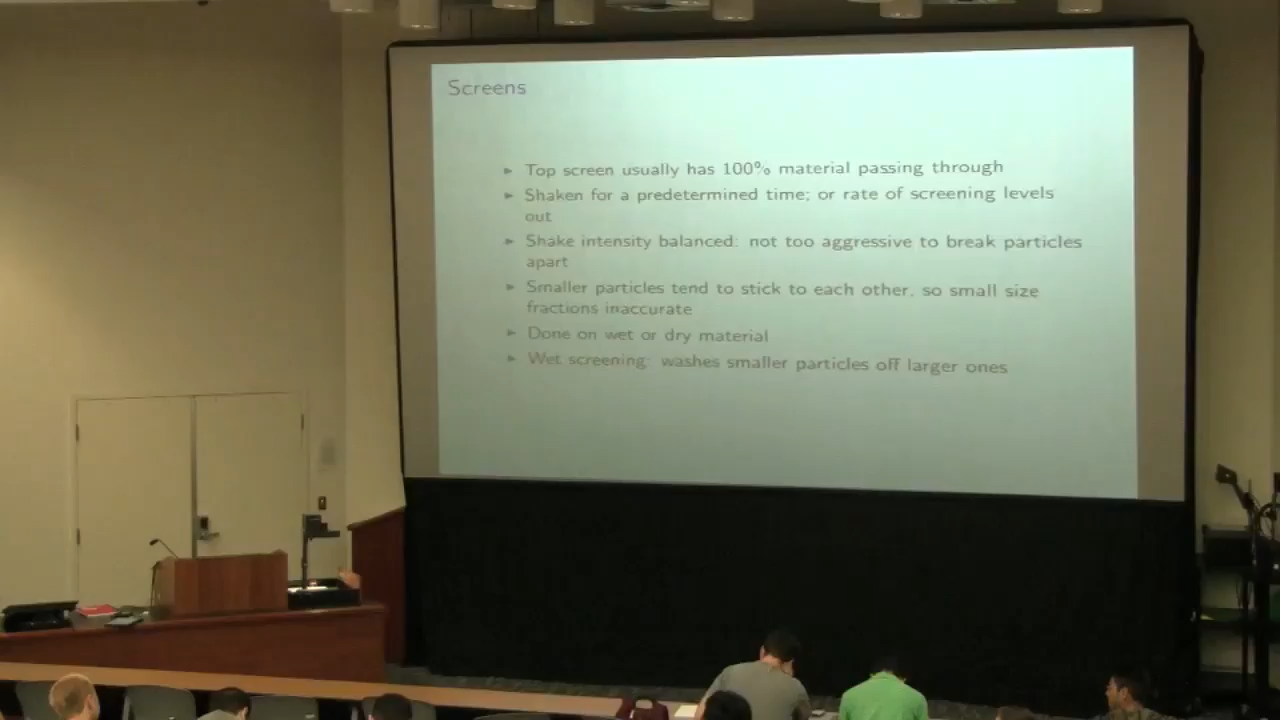 Screens
► Top screen usually has 100% material passing through
► Shaken for a predetermined time; or rate of screening levels
out
► Shake intensity balanced: not too aggressive to break particles
apart
► Smaller particles tend to stick to each other, so small size
fractions inaccurate
► Done on wet or dry material
► Wet screening: washes smaller particles off larger ones